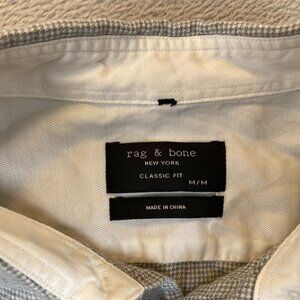 rag & bone
NEW YORK
CLASSIC FIT
M/M
MADE IN CHINA